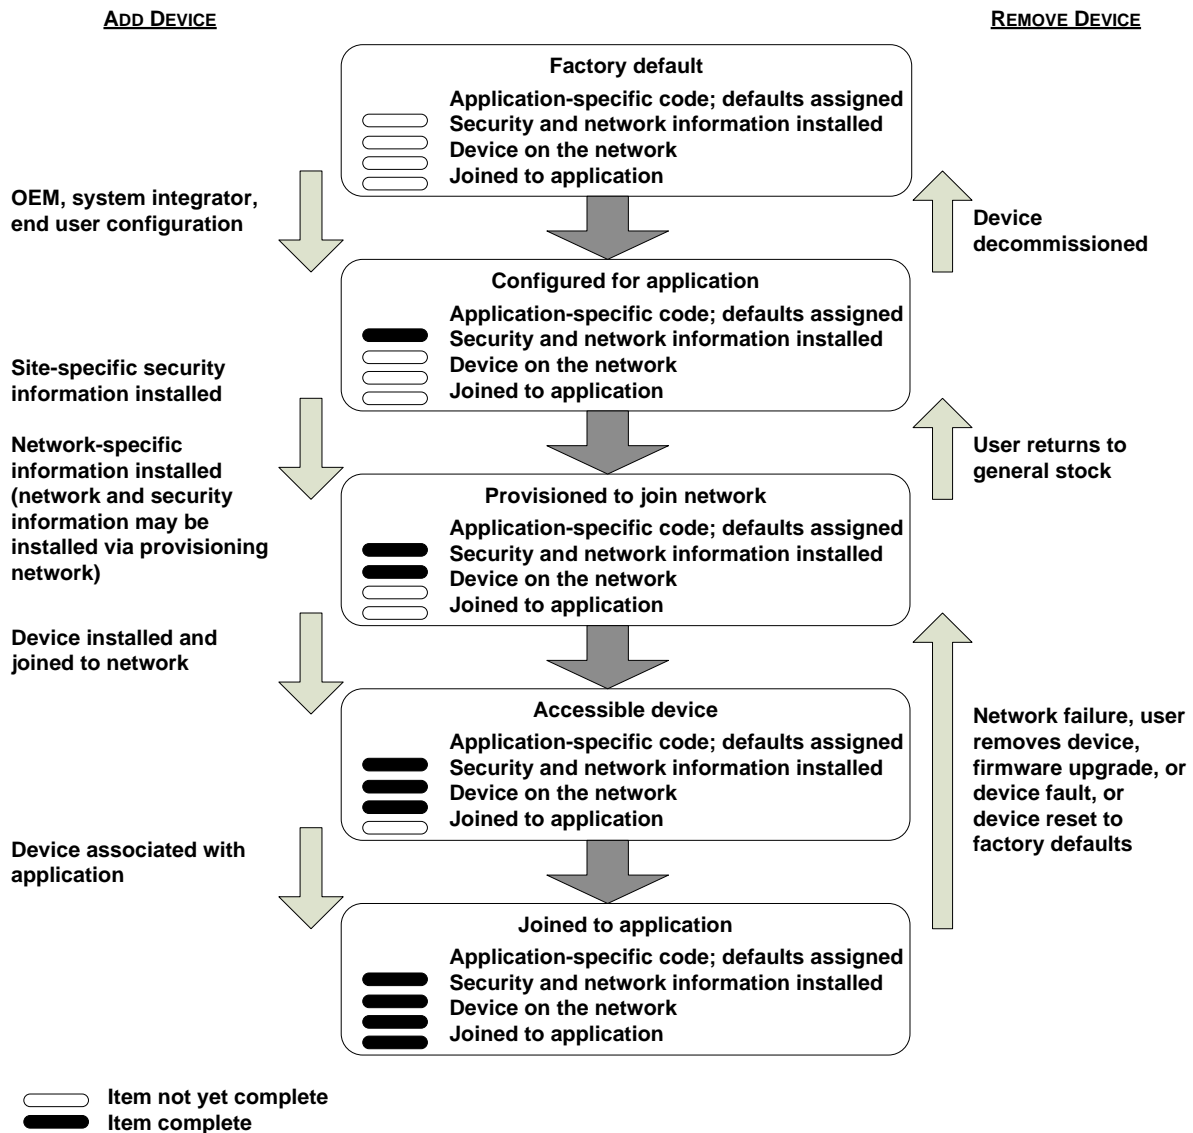 ADD DEVICE
REMOVE DEVICE
Factory default
Application-specific code; defaults assigned
Security and network information installed
Device on the network
Joined to application
OEM, system integrator,
end user configuration
Device
decommissioned
Configured for application
Application-specific code; defaults assigned
Security and network information installed
Device on the network
Joined to application
Site-specific security
information installed
Network-specific
information installed
(network and security
information may be
installed via provisioning
network)
User returns to
general stock
Provisioned to join network
Application-specific code; defaults assigned
Security and network information installed
Device on the network
Joined to application
Device installed and
joined to network
Accessible device
Application-specific code; defaults assigned
Security and network information installed
Device on the network
Joined to application
Network failure, user
removes device,
firmware upgrade, or
device fault, or
device reset to
factory defaults
Device associated with
application
Joined to application
Application-specific code; defaults assigned
Security and network information installed
Device on the network
Joined to application
Item not yet complete
Item complete